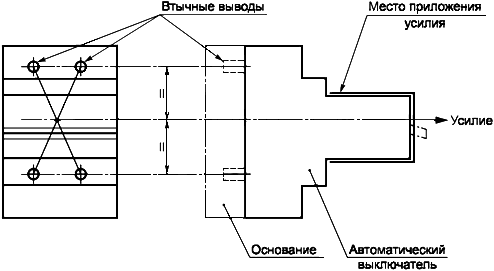 Втычные выводы
Место приложения
усилия
Усилие
Основание
Автоматический
выключатель